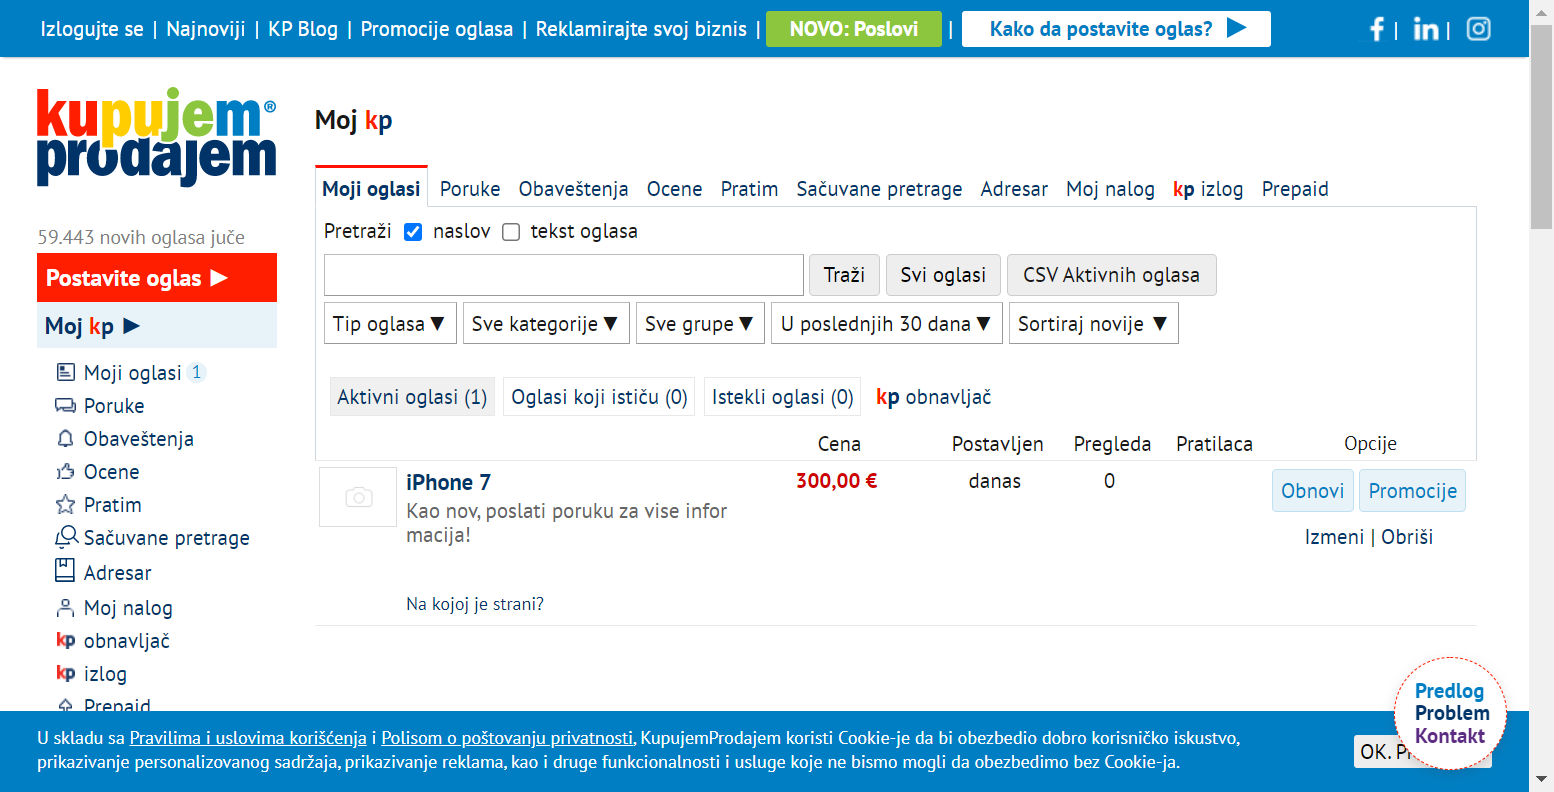 Izlogujte se | Najnoviji | KP Blog | Promocije oglasa | Reklamirajte svoj biznis | NOVO: Poslovi | Kako da postavite oglas? ▶ | |
kupujem®
prodajem
59.443 novih oglasa juče
Postavite oglas ▶
Moj kp ▶
Moji oglasi 1
Poruke
Obaveštenja
Ocene
Pratim
Sačuvane pretrage
Adresar
Moj nalog
kp obnavljač
kp izlog
Prepaid
Moj kp
Moji oglasi Poruke Obaveštenja Ocene Pratim Sačuvane pretrage Adresar Moj nalog kp izlog Prepaid
Pretraži naslov tekst oglasa
Traži Svi oglasi CSV Aktivnih oglasa
Tip oglasa ▼ Sve kategorije ▼ Sve grupe ▼ U poslednjih 30 dana ▼ Sortiraj novije ▼
Aktivni oglasi (1) Oglasi koji ističu (0) Istekli oglasi (0) kp obnavljač
Cena Postavljen Pregleda Pratilaca Opcije
iPhone 7 300,00 € danas 0 Obnovi Promocije
Kao nov, poslati poruku za vise infor
macija!
Izmeni | Obriši
Na kojoj je strani?
Predlog
Problem
Kontakt
U skladu sa Pravilima i uslovima korišćenja i Polisom o poštovanju privatnosti, KupujemProdajem koristi Cookie-je da bi obezbedio dobro korisničko iskustvo,
prikazivanje personalizovanog sadržaja, prikazivanje reklama, kao i druge funkcionalnosti i usluge koje ne bismo mogli da obezbedimo bez Cookie-ja.
OK.